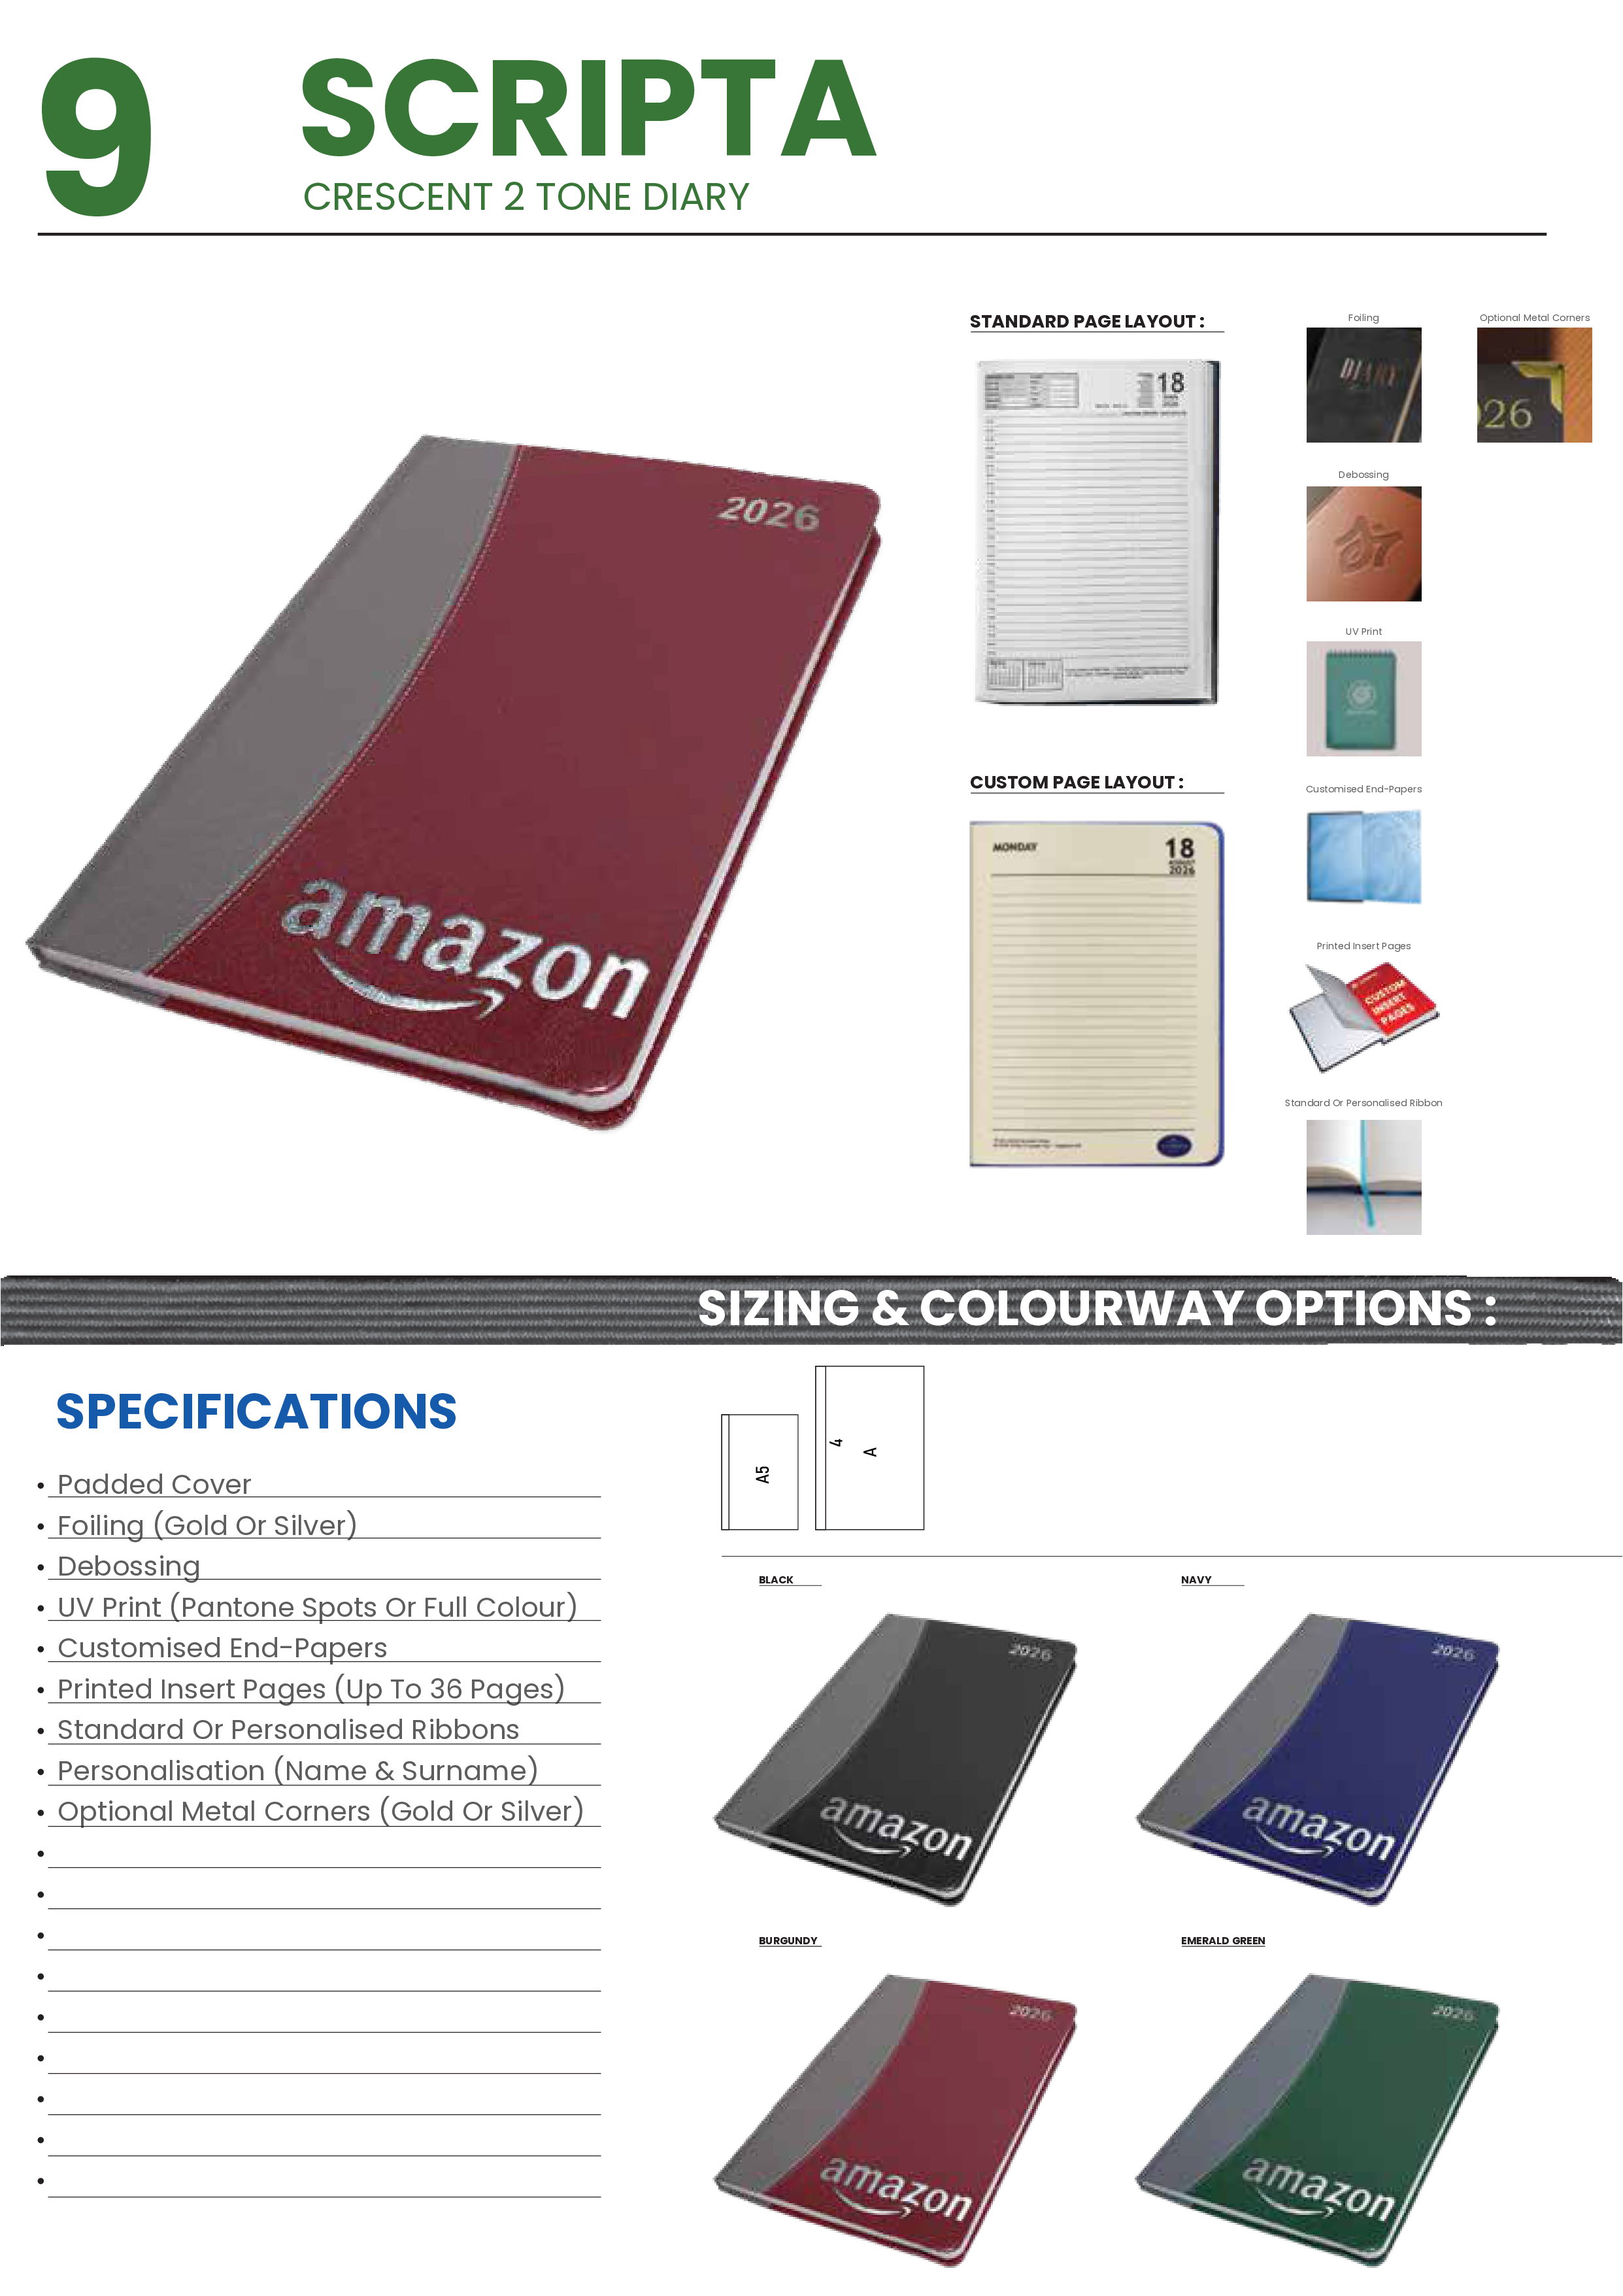 9
SCRIPTA
CRESCENT 2 TONE DIARY
2026
amazon
STANDARD PAGE LAYOUT :
18
2026
CUSTOM PAGE LAYOUT :
MONDAY
18
AUGUST
2026
Foiling
DIARY
Optional Metal Corners
026
Debossing
UV Print
Customised End-Papers
Printed Insert Pages
CUSTOM
INSERT
PAGES
Standard Or Personalised Ribbon
SIZING & COLOURWAY OPTIONS :
SPECIFICATIONS
• Padded Cover
• Foiling (Gold Or Silver)
• Debossing
• UV Print (Pantone Spots Or Full Colour)
• Customised End-Papers
• Printed Insert Pages (Up To 36 Pages)
• Standard Or Personalised Ribbons
• Personalisation (Name & Surname)
• Optional Metal Corners (Gold Or Silver)
A5
A
4
BLACK
2026
amazon
NAVY
2026
amazon
BURGUNDY
2026
amazon
EMERALD GREEN
2026
amazon